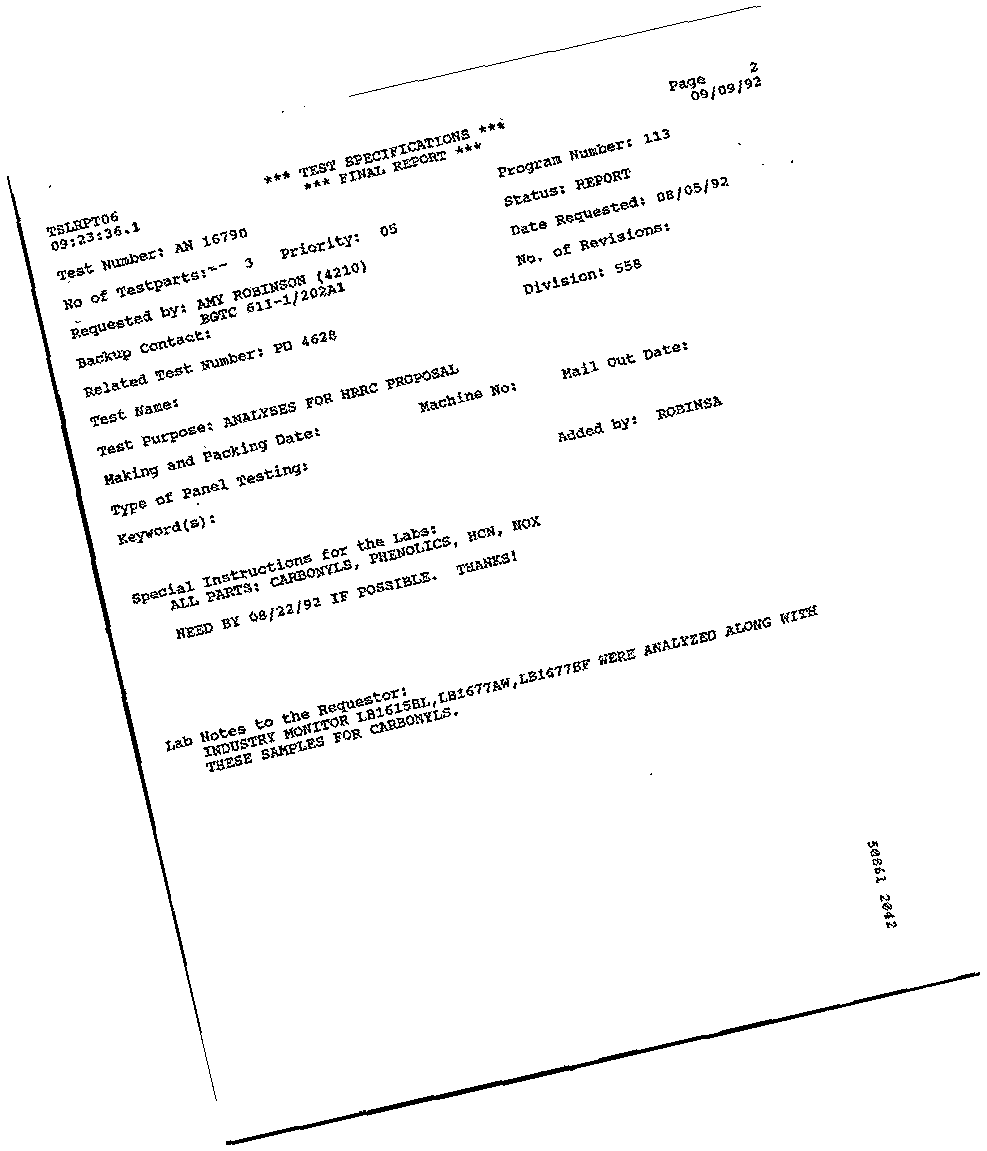 Page 2
09/09/92
*** TEST SPECIFICATIONS ***
*** FINAL REPORT ***
TSLRPT06
09:23:36.1
Program Number: 113
Test Number: AN 16790
Status: REPORT
No of Testparts:-- 3 Priority: 05
Date Requested: 08/05/92
Requested by: AMY ROBINSON (4210)
No. of Revisions:
BGTC 611-1/202A1
Backup Contact:
Division: 558
Related Test Number: PD 4628
Test Name:
Test Purpose: ANALYSES FOR HRRC PROPOSAL
Making and Packing Date: Machine No: Mail Out Date:
Type of Panel Testing:
Keyword(s): Added by: ROBINSA
Special Instructions for the Labs:
ALL PARTS: CARBONYLS, PHENOLICS, HCN, NOX
NEED BY 08/22/92 IF POSSIBLE. THANKS!
Lab Notes to the Requestor:
INDUSTRY MONITOR LB1615BL,LB1677AW,LB1677BF WERE ANALYZED ALONG WITH
THESE SAMPLES FOR CARBONYLS.
50861 2042